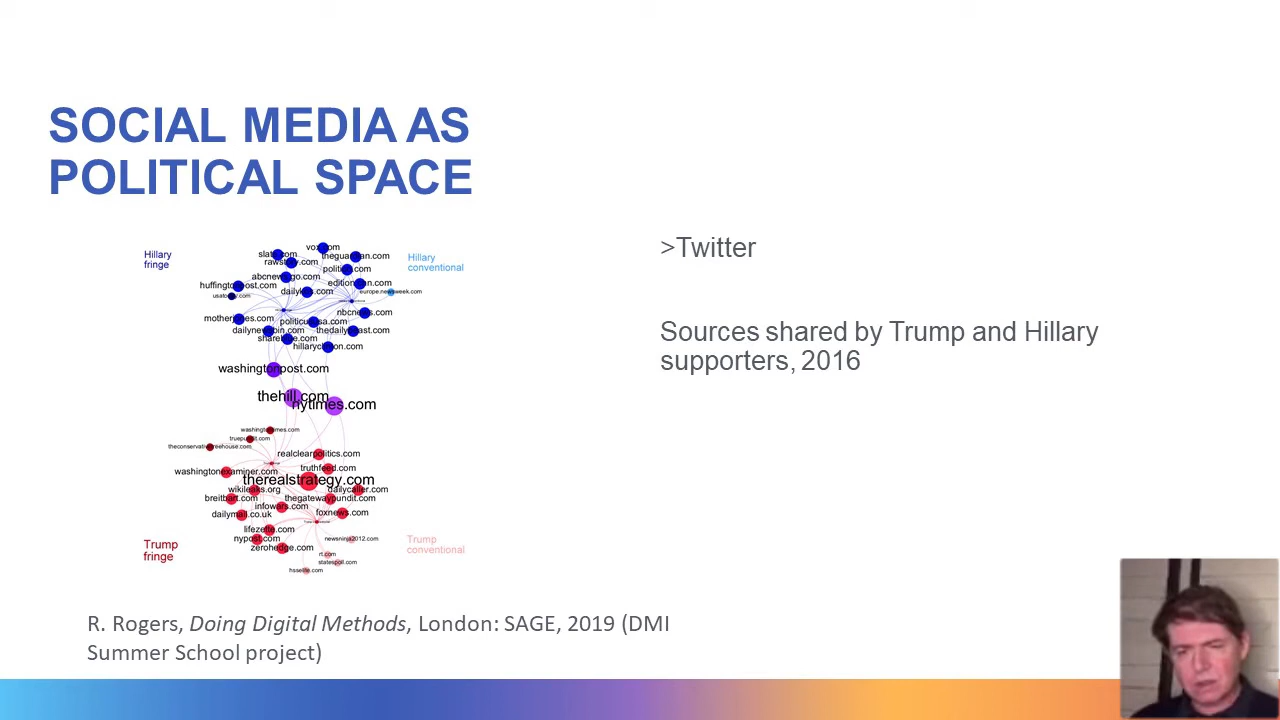 SOCIAL MEDIA AS
POLITICAL SPACE
>Twitter
Sources shared by Trump and Hillary
supporters, 2016
Hillary
fringe
Hillary
conventional
vox.com
slate.com
theguardian.com
rawstory.com
politico.com
abcnews.go.com
edition.cnn.com
huffingtonpost.com
dailykos.com
europe.newsweek.com
usatoday.com
nbcnews.com
motherjones.com
politicususa.com
dailynewsbin.com
thedailybeast.com
shareblue.com
hillaryclinton.com
washingtonpost.com
thehill.com
nytimes.com
washingtontimes.com
truepundit.com
theconservativetreehouse.com
realclearpolitics.com
truthfeed.com
washingtonexaminer.com
therealstrategy.com
wikileaks.org
dailycaller.com
breitbart.com
thegatewaypundit.com
infowars.com
dailymail.co.uk
foxnews.com
lifezette.com
nypost.com
newsninja2012.com
zerohedge.com
rt.com
statespoll.com
hsselite.com
Trump
fringe
Trump
conventional
R. Rogers, Doing Digital Methods, London: SAGE, 2019 (DMI
Summer School project)